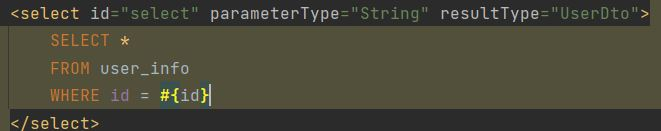 <select id="select" parameterType="String" resultType="UserDto">
SELECT *
FROM user_info
WHERE id = #{id}
</select>